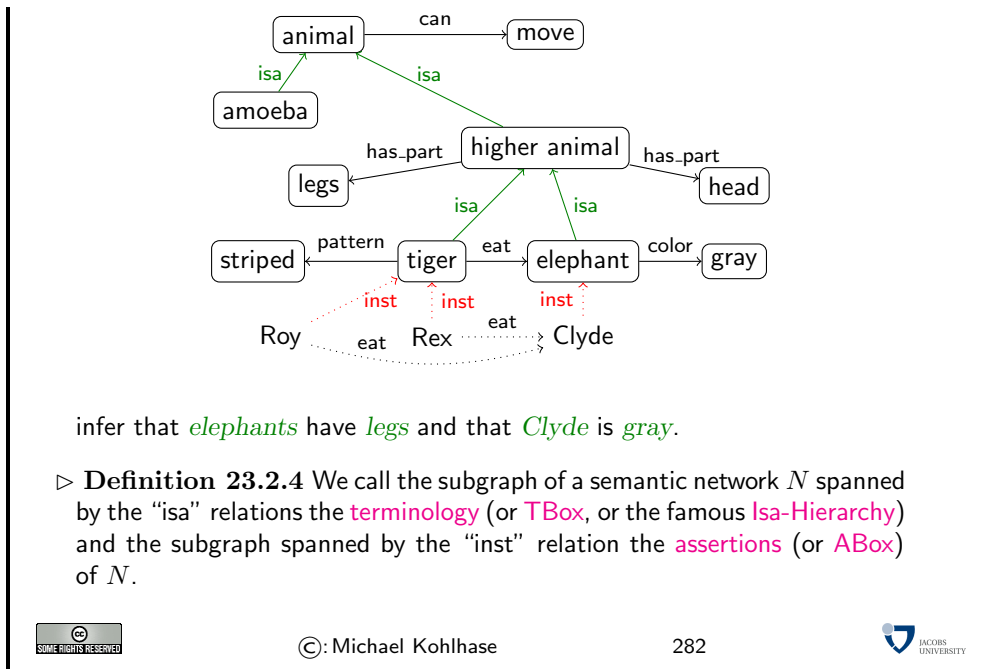 can
animal
move
isa
isa
amoeba
higher animal
has_part
has_part
legs
head
isa
isa
pattern
eat
color
striped
tiger
elephant
gray
inst
inst
inst
Roy
eat
Rex
eat
Clyde
infer that elephants have legs and that Clyde is gray.
▷ Definition 23.2.4 We call the subgraph of a semantic network N spanned
by the “isa” relations the terminology (or TBox, or the famous Isa-Hierarchy)
and the subgraph spanned by the “inst” relation the assertions (or ABox)
of N.
cc
SOME RIGHTS RESERVED
©: Michael Kohlhase
282
JACOBS
UNIVERSITY